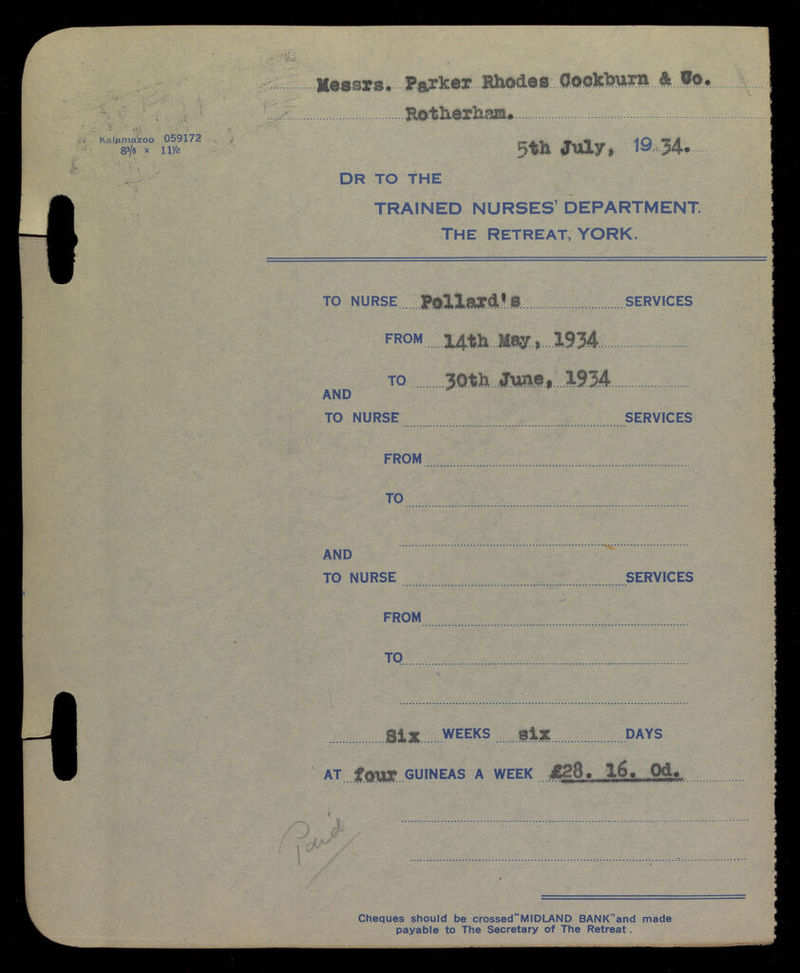 Messrs. Parker Rhodes Cockburn & Co.
Rotherham.
Kalamazoo 059172
8⅜ x 11½
5th July, 1934.
DR TO THE
TRAINED NURSES' DEPARTMENT.
THE RETREAT, YORK.
TO NURSE Pollard's SERVICES
FROM 14th May, 1934
TO 30th June, 1934
AND
TO NURSE SERVICES
FROM
TO
AND
TO NURSE SERVICES
FROM
TO
Six WEEKS six DAYS
AT four GUINEAS A WEEK £28. 16. 0d.
Paid
Cheques should be crossed "MIDLAND BANK" and made
payable to The Secretary of The Retreat.